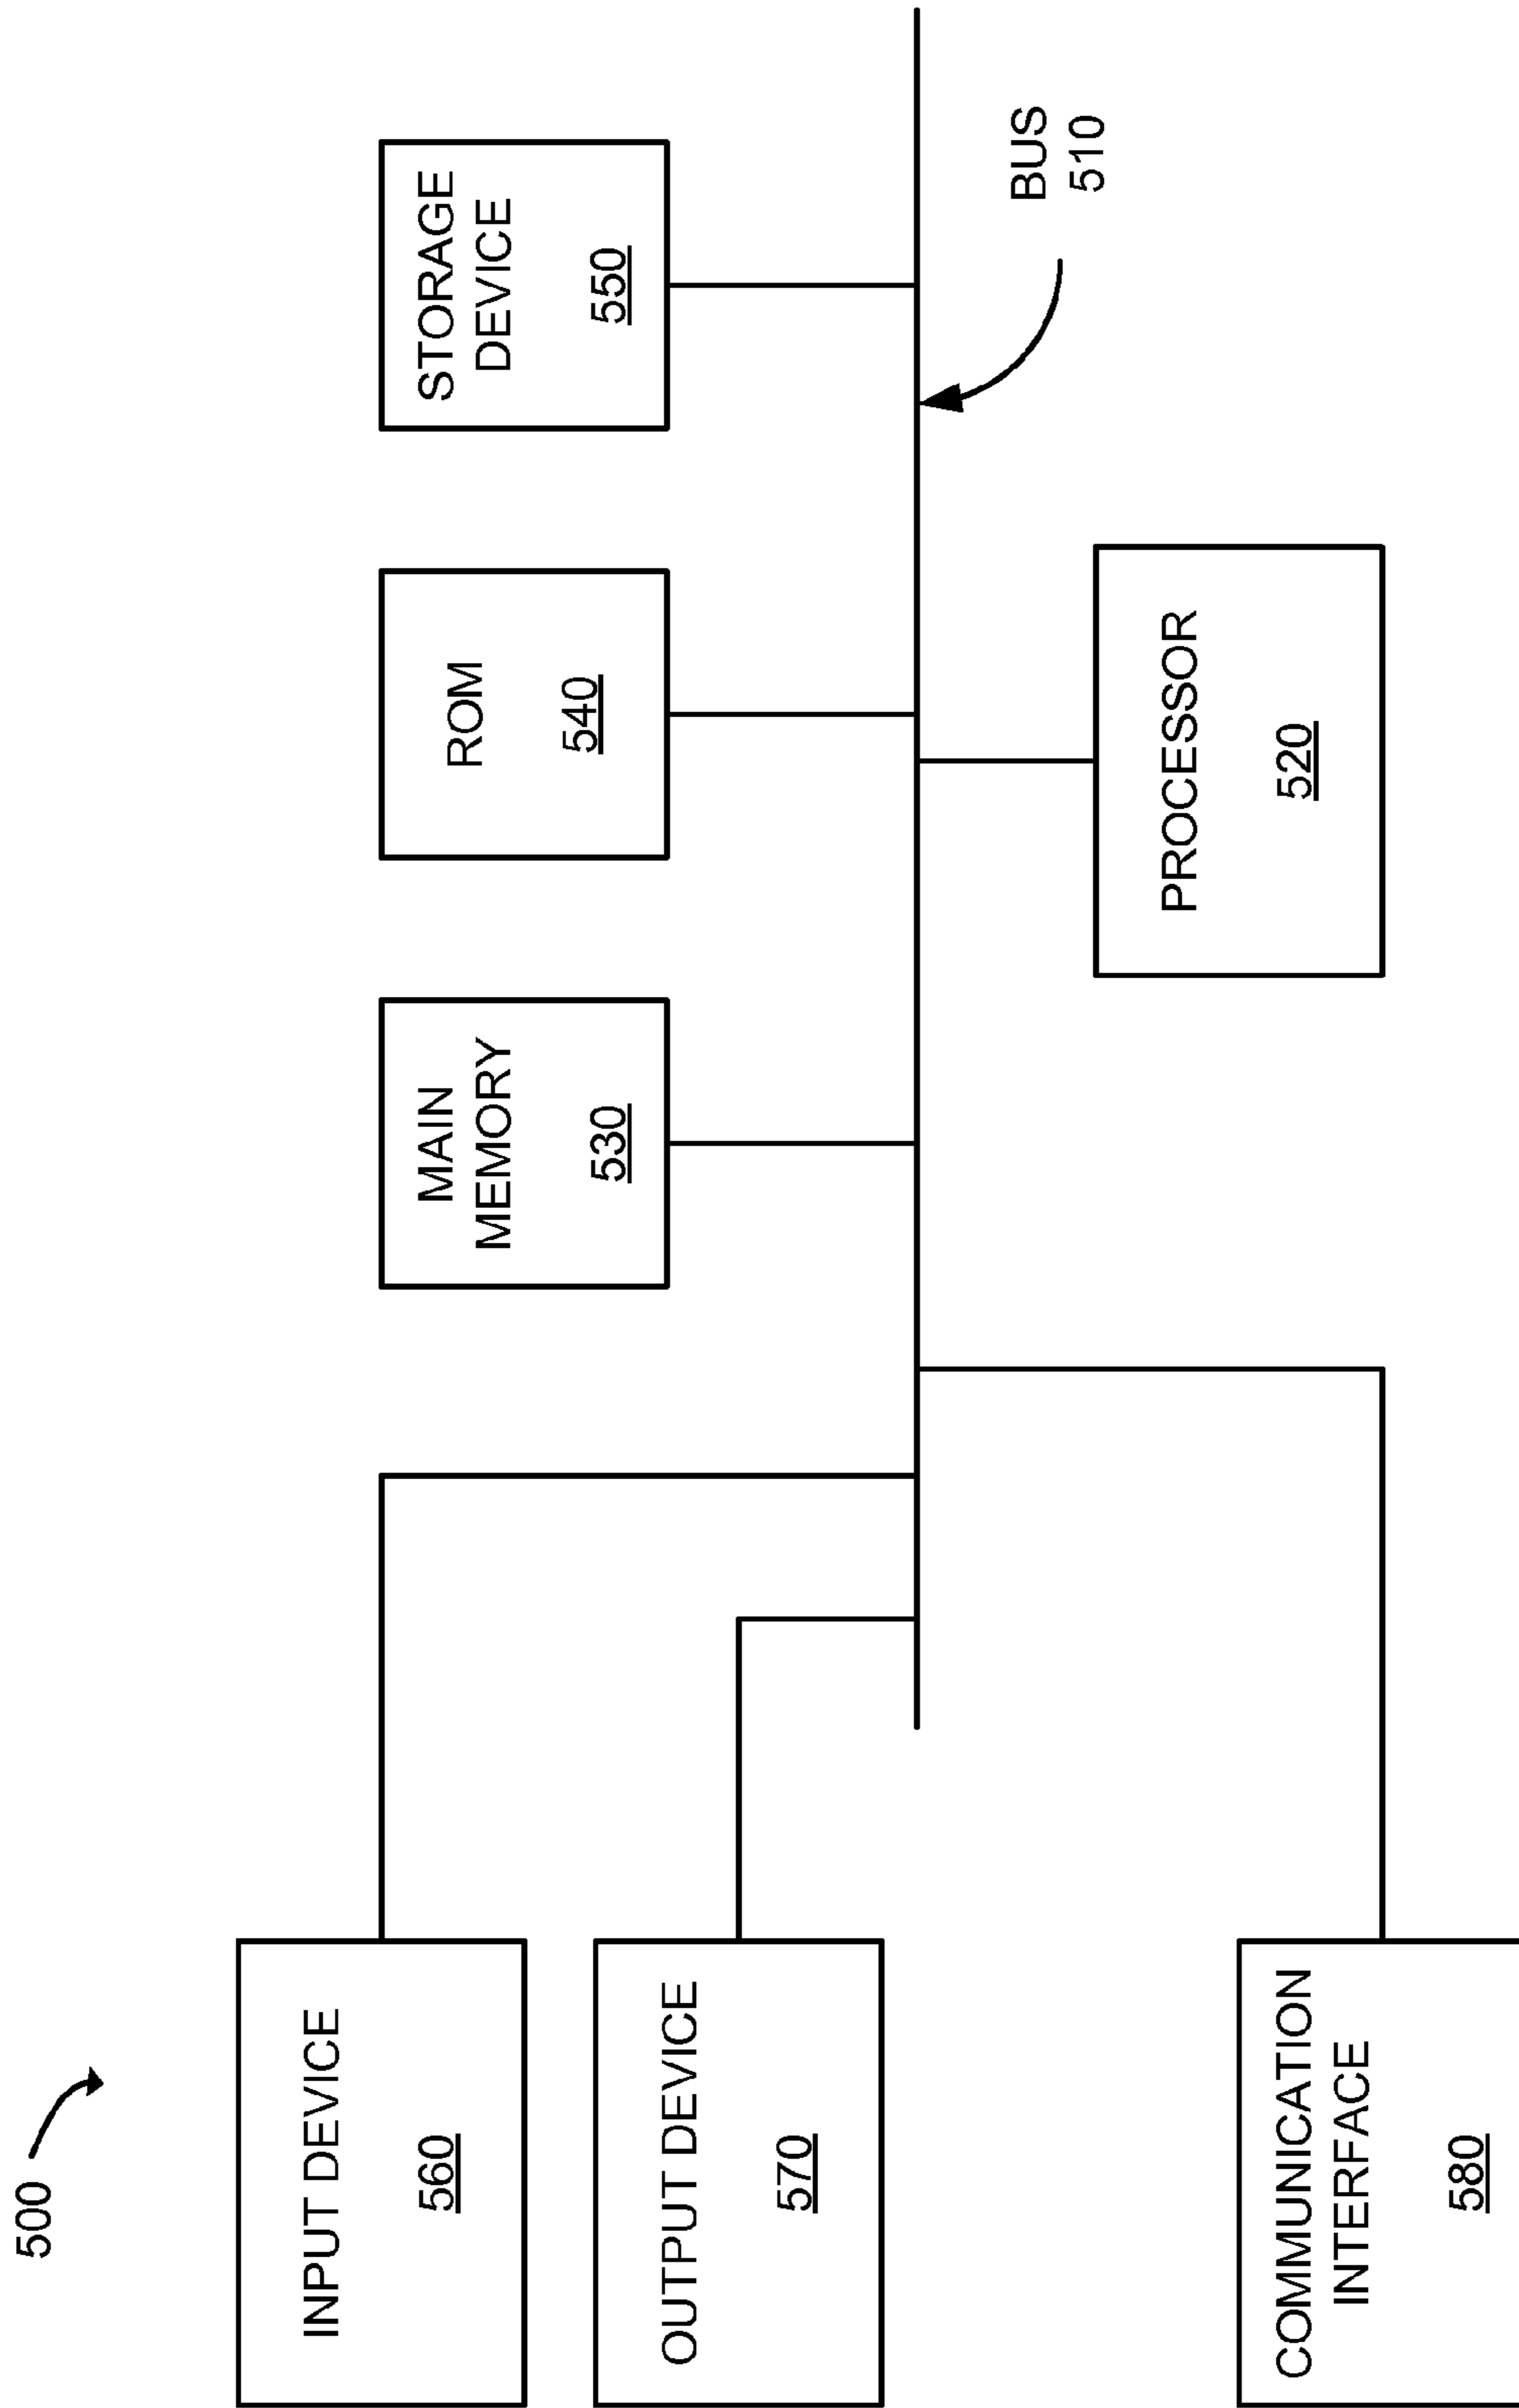 500
INPUT DEVICE
560
OUTPUT DEVICE
570
COMMUNICATION
INTERFACE
580
MAIN
MEMORY
530
ROM
540
STORAGE
DEVICE
550
PROCESSOR
520
BUS
510